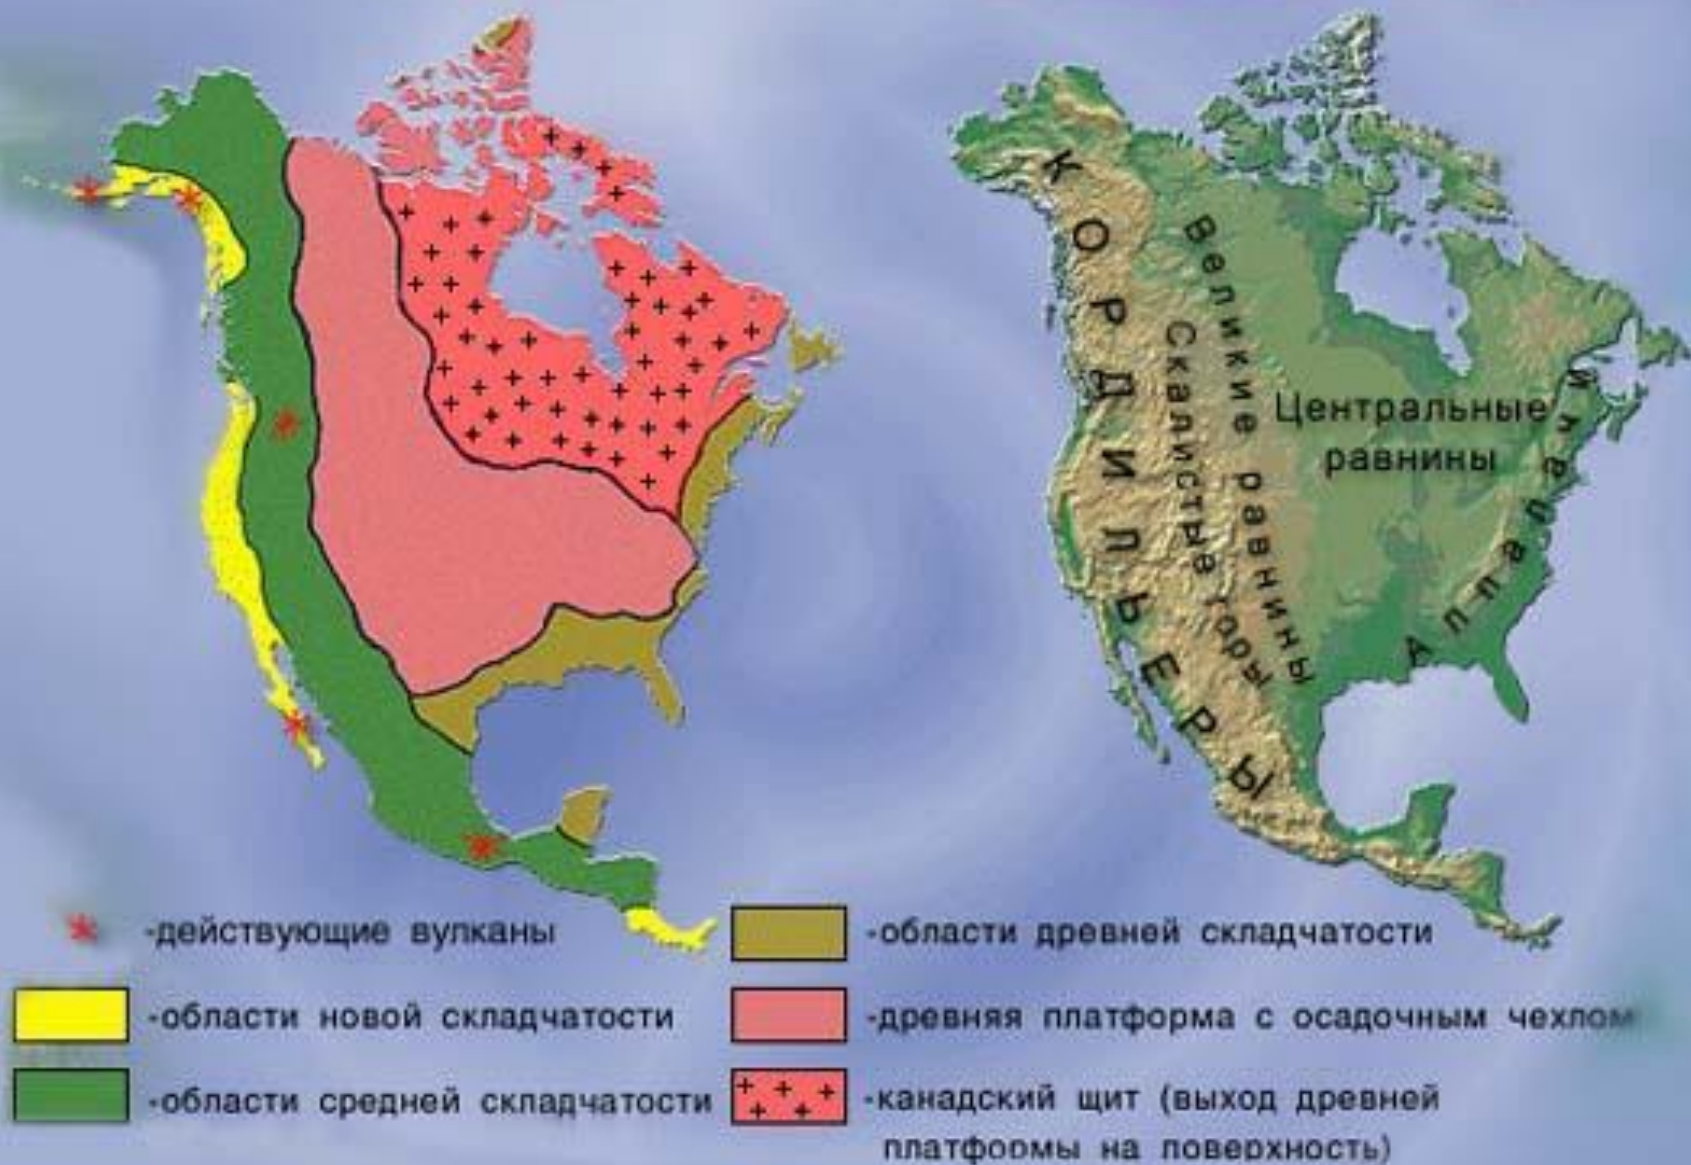 КОРДИЛЬЕРЫ
Скалистые горы
Великие равнины
Центральные
равнины
Аппалачи
-действующие вулканы
-области новой складчатости
-области средней складчатости
-области древней складчатости
-древняя платформа с осадочным чехлом
-канадский щит (выход древней
платформы на поверхность)